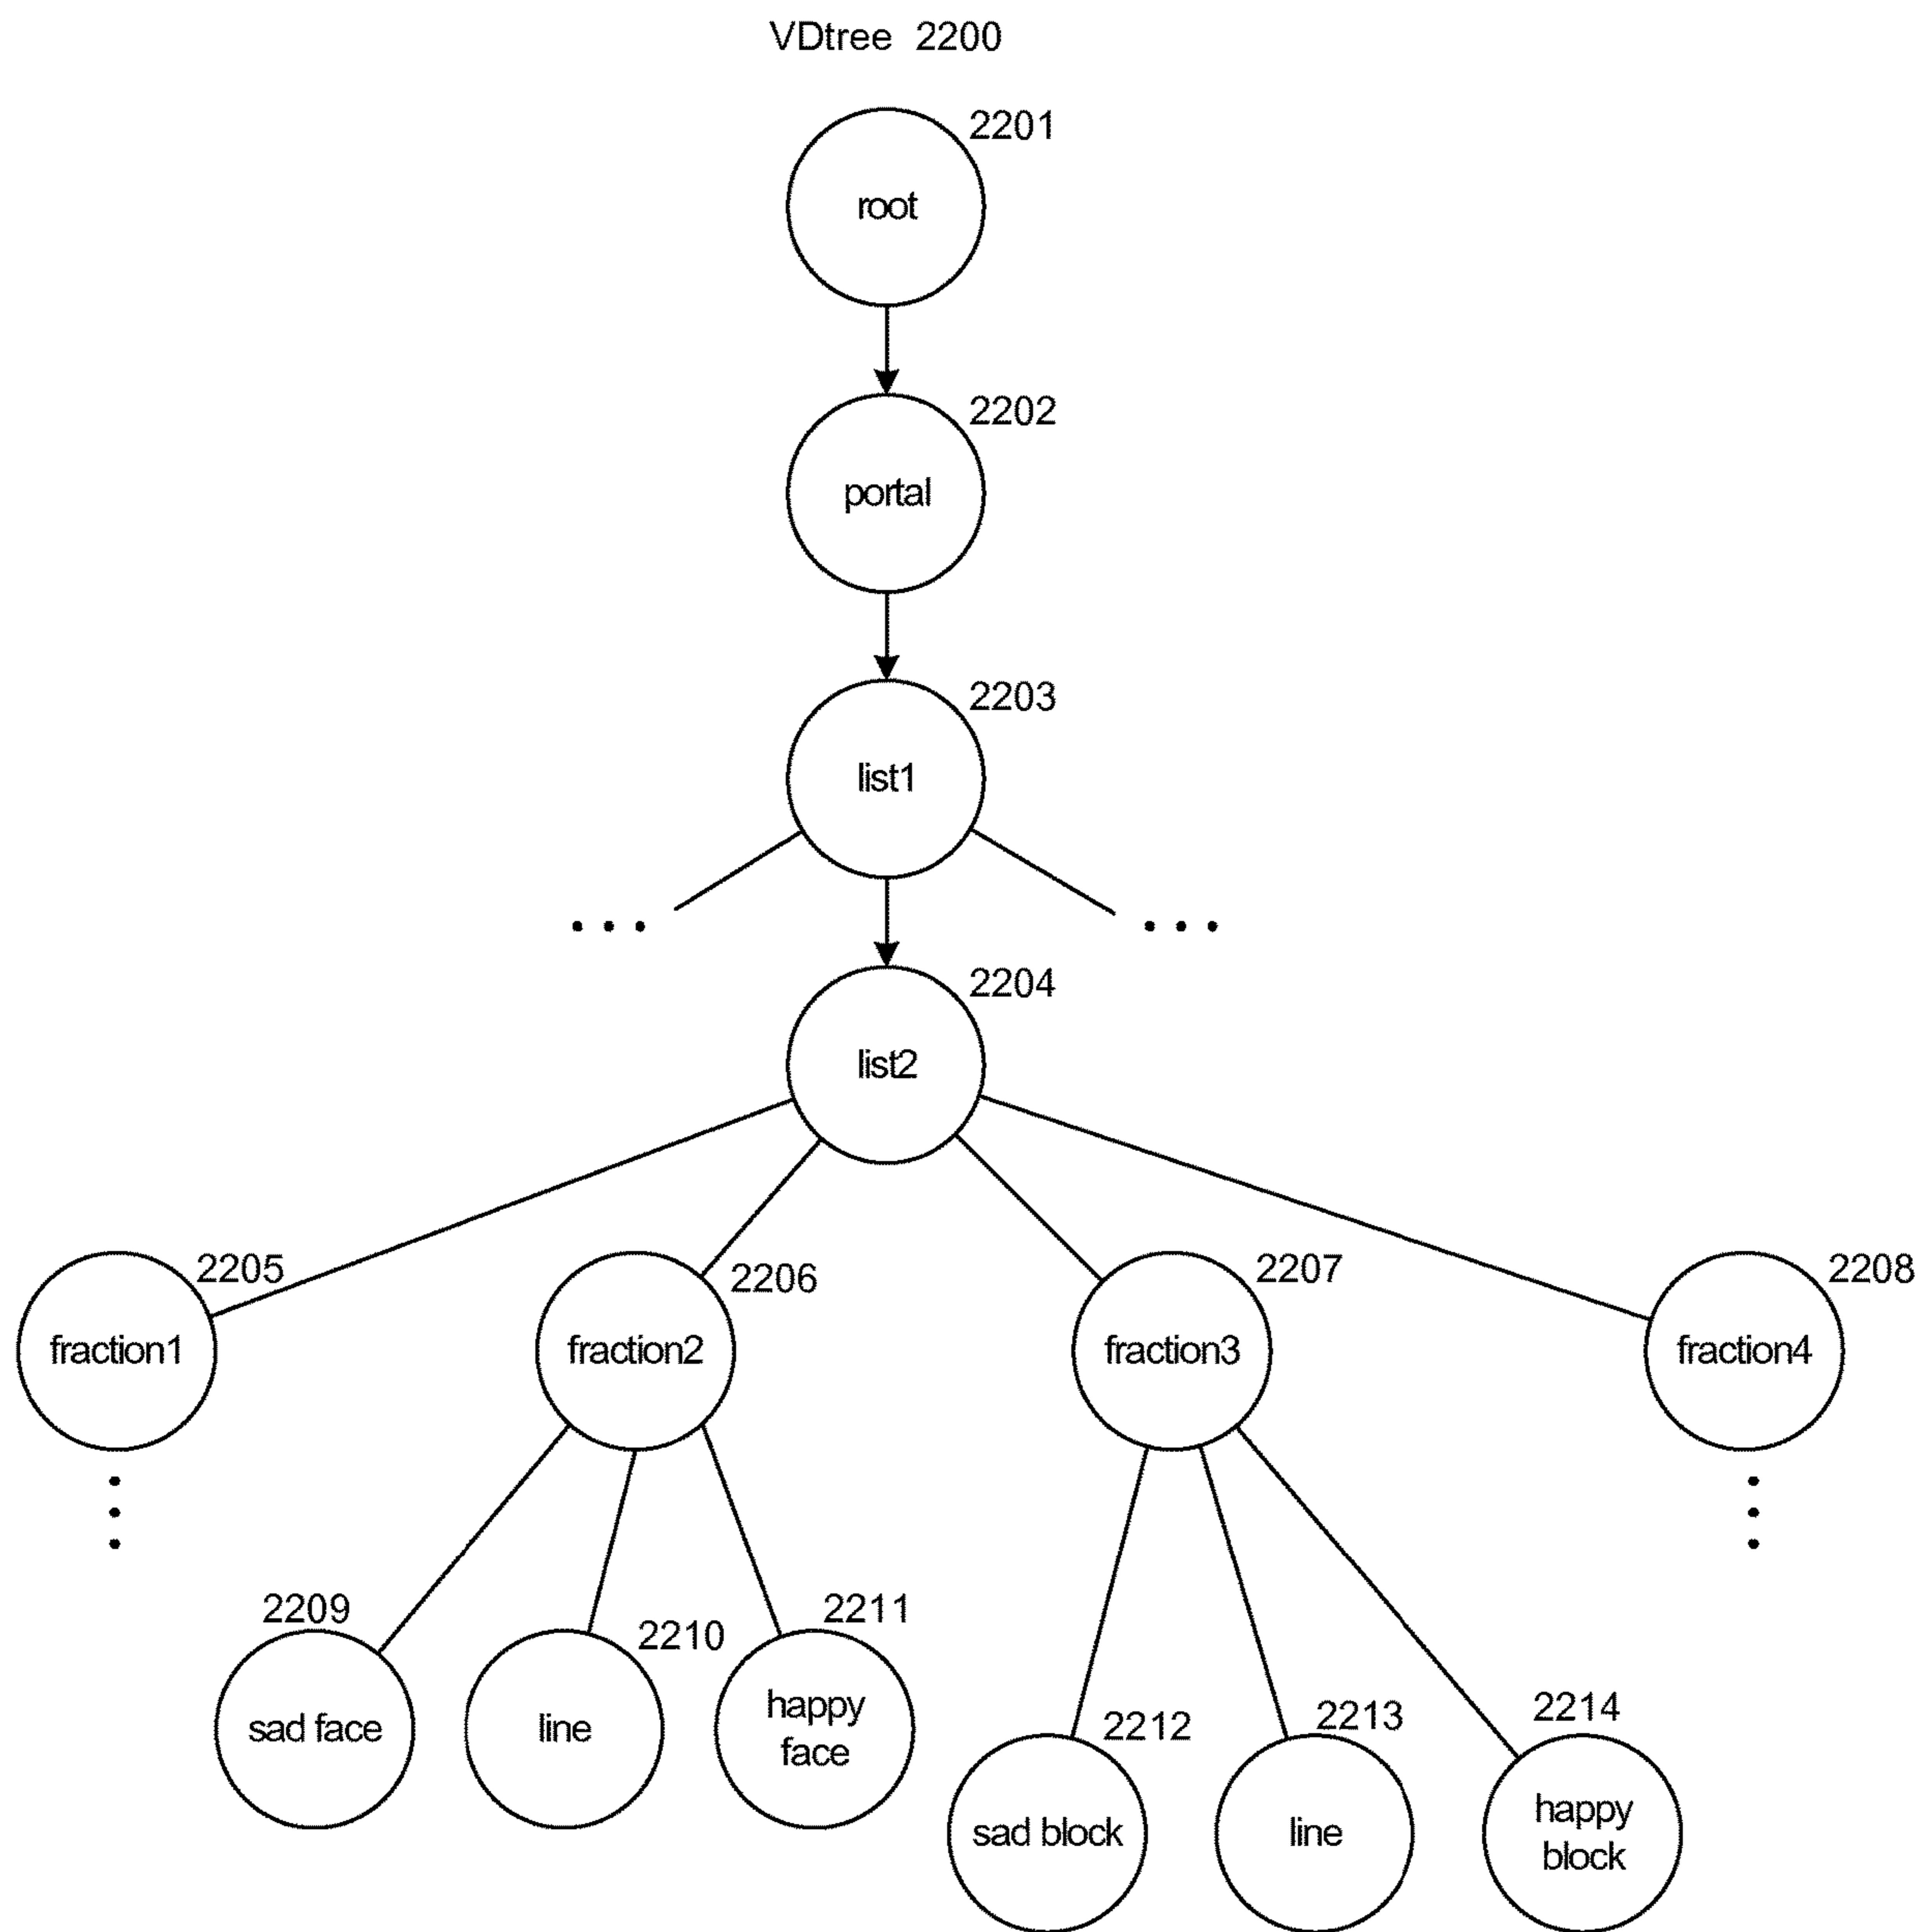 VDtree 2200
2201
root
2202
portal
2203
list1
2204
list2
2205
2206
2207
2208
fraction1
fraction2
fraction3
fraction4
2209
2210
2211
sad face
line
happy
face
2212
2213
2214
sad block
line
happy
block